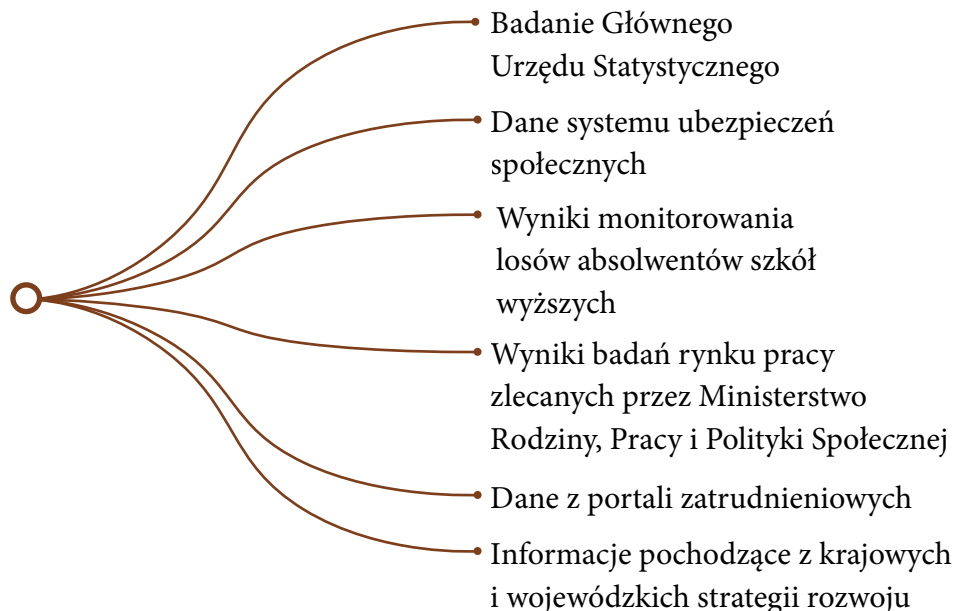 Badanie Głównego
Urzędu Statystycznego
Dane systemu ubezpieczeń
społecznych
Wyniki monitorowania
losów absolwentów szkół
wyższych
Wyniki badań rynku pracy
zlecanych przez Ministerstwo
Rodziny, Pracy i Polityki Społecznej
Dane z portali zatrudnieniowych
Informacje pochodzące z krajowych
i wojewódzkich strategii rozwoju